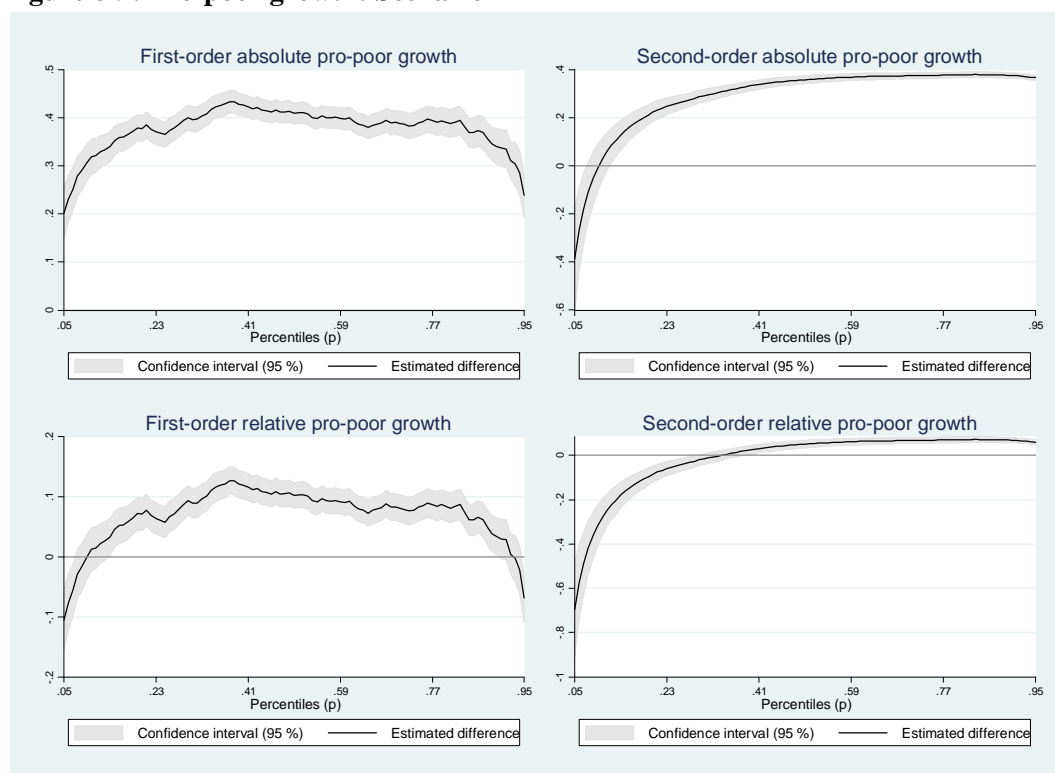 First-order absolute pro-poor growth
.5
.4
.3
.2
.1
0
.05 .23 .41 .59 .77 .95
Percentiles (p)
Confidence interval (95 %) Estimated difference
Second-order absolute pro-poor growth
.4
.2
0
-.2
-.4
-.6
.05 .23 .41 .59 .77 .95
Percentiles (p)
Confidence interval (95 %) Estimated difference
First-order relative pro-poor growth
.2
.1
0
-.1
-.2
.05 .23 .41 .59 .77 .95
Percentiles (p)
Confidence interval (95 %) Estimated difference
Second-order relative pro-poor growth
0
-.2
-.4
-.6
-.8
-1
.05 .23 .41 .59 .77 .95
Percentiles (p)
Confidence interval (95 %) Estimated difference